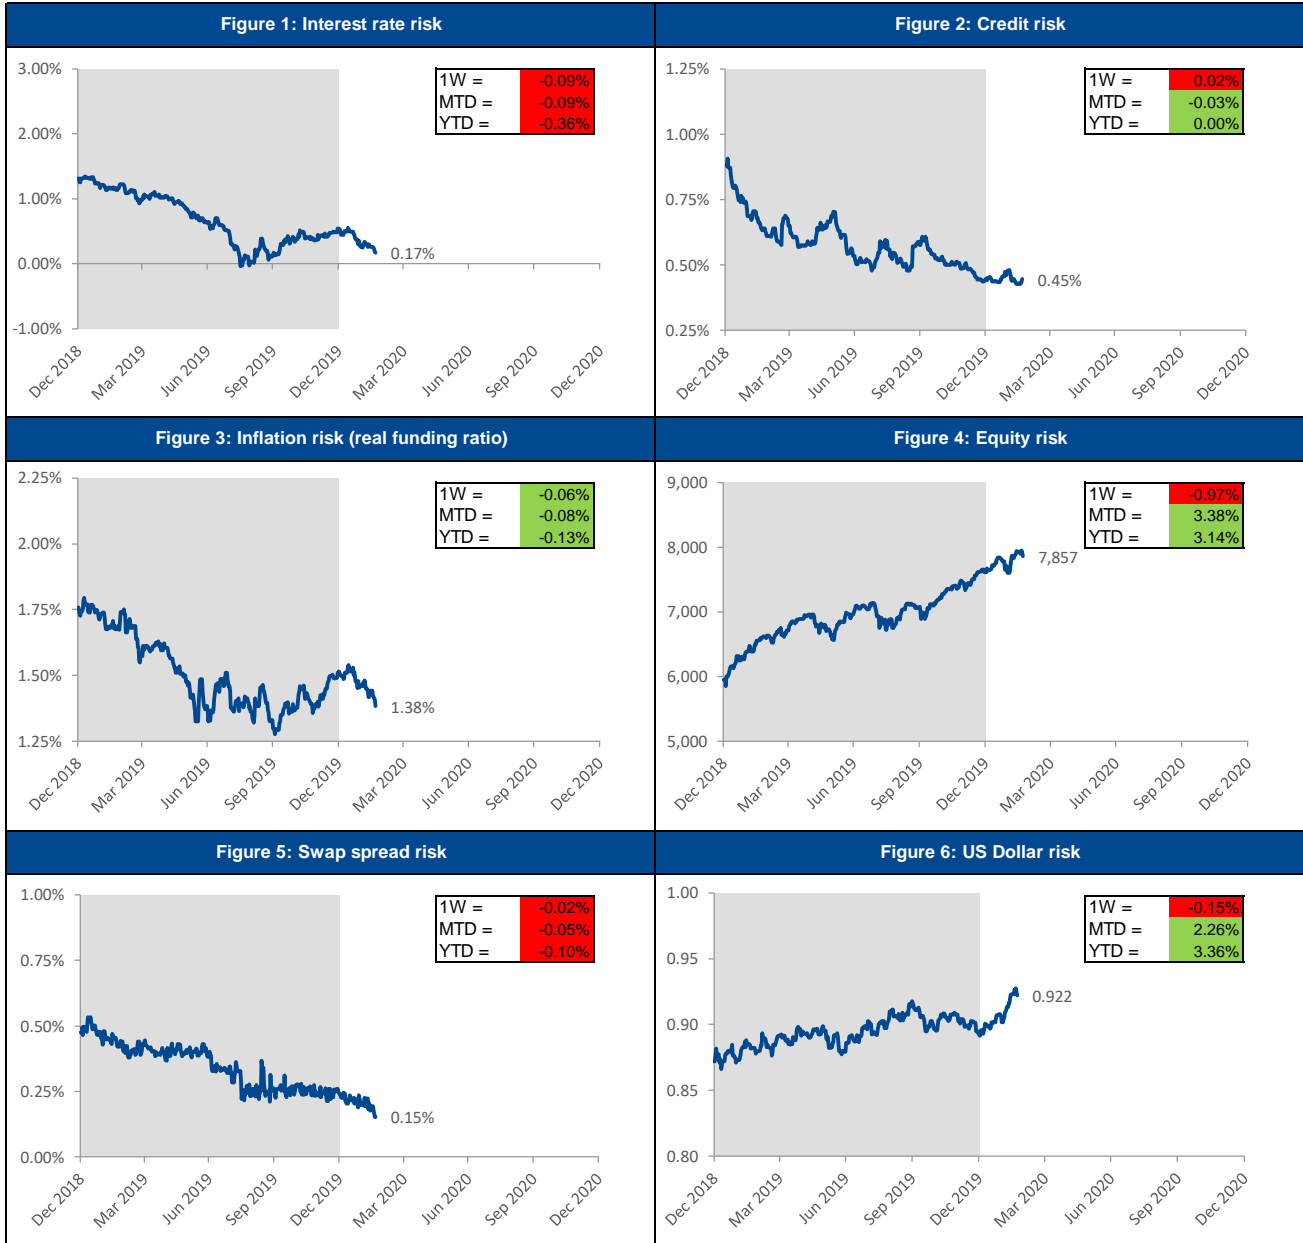 Figure 1: Interest rate risk
3.00%
2.00%
1.00%
0.00%
-1.00%
1W = -0.09%
MTD = -0.09%
YTD = -0.36%
0.17%
Dec 2018 Mar 2019 Jun 2019 Sep 2019 Dec 2019 Mar 2020 Jun 2020 Sep 2020 Dec 2020
Figure 2: Credit risk
1.25%
1.00%
0.75%
0.50%
0.25%
1W = 0.02%
MTD = -0.03%
YTD = 0.00%
0.45%
Dec 2018 Mar 2019 Jun 2019 Sep 2019 Dec 2019 Mar 2020 Jun 2020 Sep 2020 Dec 2020
Figure 3: Inflation risk (real funding ratio)
2.25%
2.00%
1.75%
1.50%
1.25%
1W = -0.06%
MTD = -0.08%
YTD = -0.13%
1.38%
Dec 2018 Mar 2019 Jun 2019 Sep 2019 Dec 2019 Mar 2020 Jun 2020 Sep 2020 Dec 2020
Figure 4: Equity risk
9,000
8,000
7,000
6,000
5,000
1W = -0.97%
MTD = 3.38%
YTD = 3.14%
7,857
Dec 2018 Mar 2019 Jun 2019 Sep 2019 Dec 2019 Mar 2020 Jun 2020 Sep 2020 Dec 2020
Figure 5: Swap spread risk
1.00%
0.75%
0.50%
0.25%
0.00%
1W = -0.02%
MTD = -0.05%
YTD = -0.10%
0.15%
Dec 2018 Mar 2019 Jun 2019 Sep 2019 Dec 2019 Mar 2020 Jun 2020 Sep 2020 Dec 2020
Figure 6: US Dollar risk
1.00
0.95
0.90
0.85
0.80
1W = -0.15%
MTD = 2.26%
YTD = 3.36%
0.922
Dec 2018 Mar 2019 Jun 2019 Sep 2019 Dec 2019 Mar 2020 Jun 2020 Sep 2020 Dec 2020